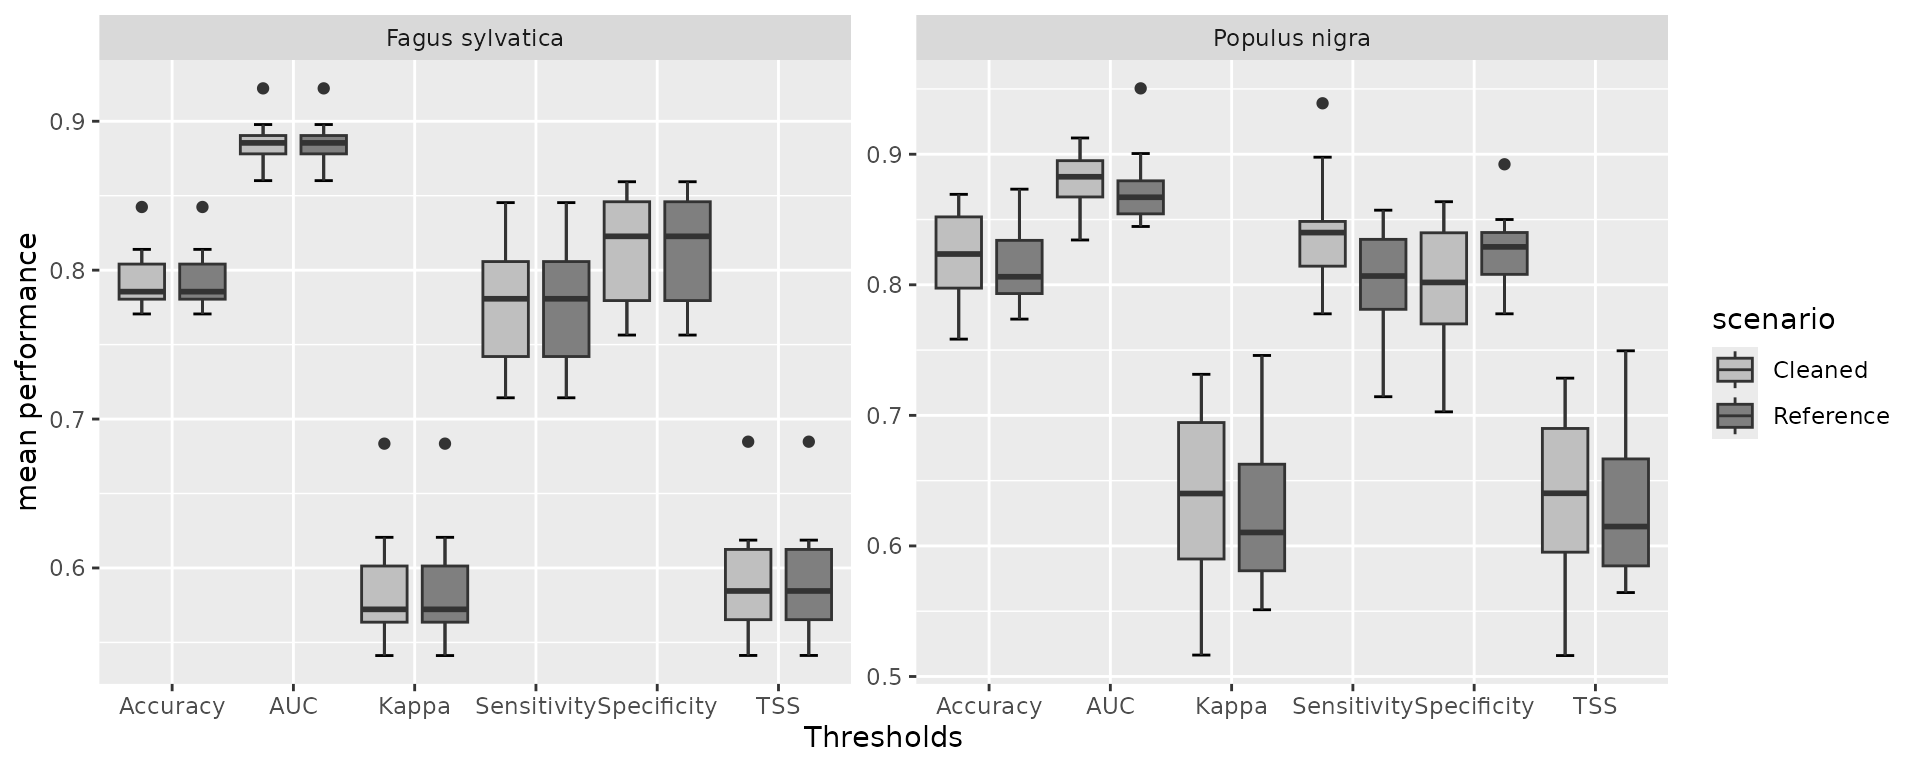 Fagus sylvatica
Populus nigra
mean performance
0.9
0.8
0.7
0.6
0.9
0.8
0.7
0.6
0.5
Accuracy AUC Kappa Sensitivity Specificity TSS
Accuracy AUC Kappa Sensitivity Specificity TSS
Thresholds
scenario
Cleaned
Reference